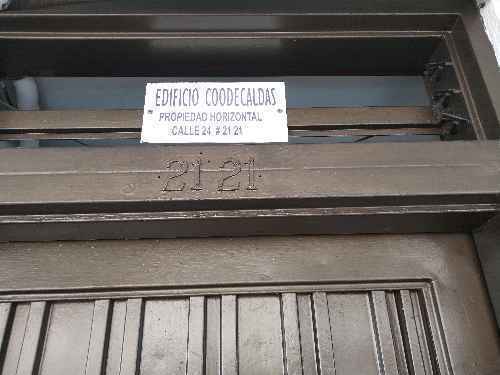 EDIFICIO COODECALDAS
PROPIEDAD HORIZONTAL
CALLE 24 # 21 21
21 21